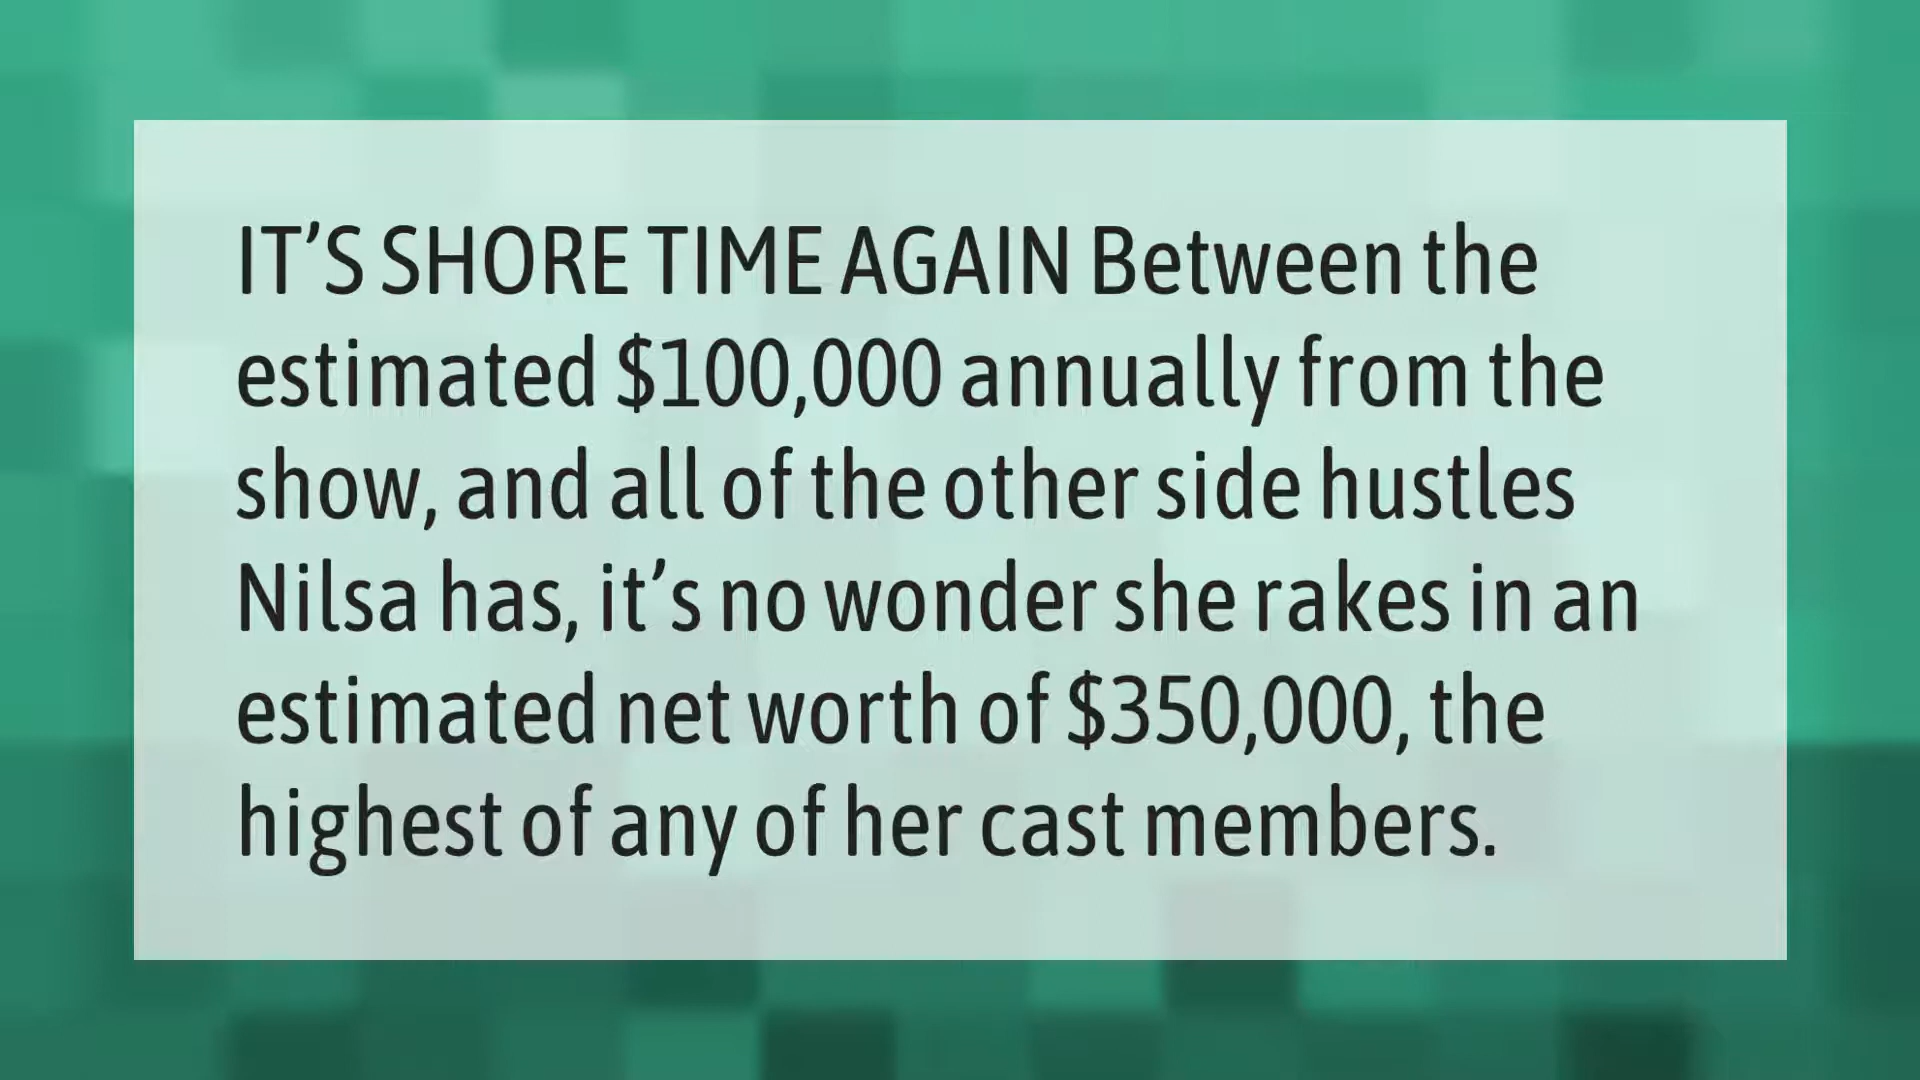 IT’S SHORE TIME AGAIN Between the
estimated $100,000 annually from the
show, and all of the other side hustles
Nilsa has, it’s no wonder she rakes in an
estimated net worth of $350,000, the
highest of any of her cast members.